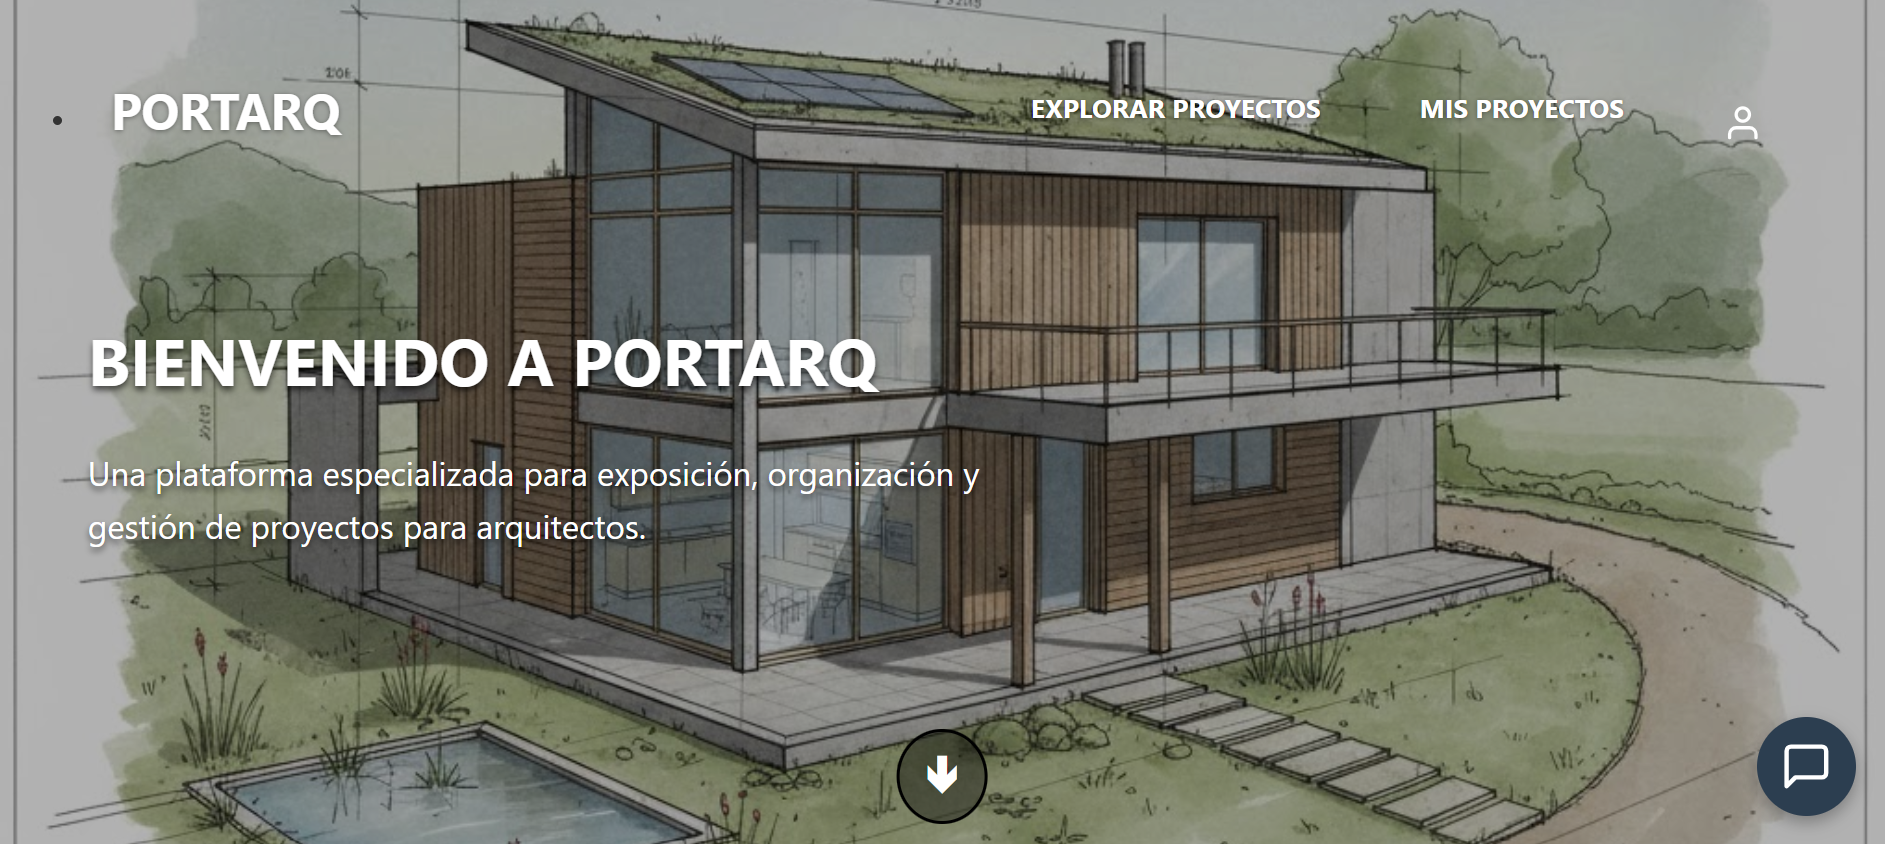 PORTARQ
EXPLORAR PROYECTOS
MIS PROYECTOS
BIENVENIDO A PORTARQ
Una plataforma especializada para exposición, organización y
gestión de proyectos para arquitectos.